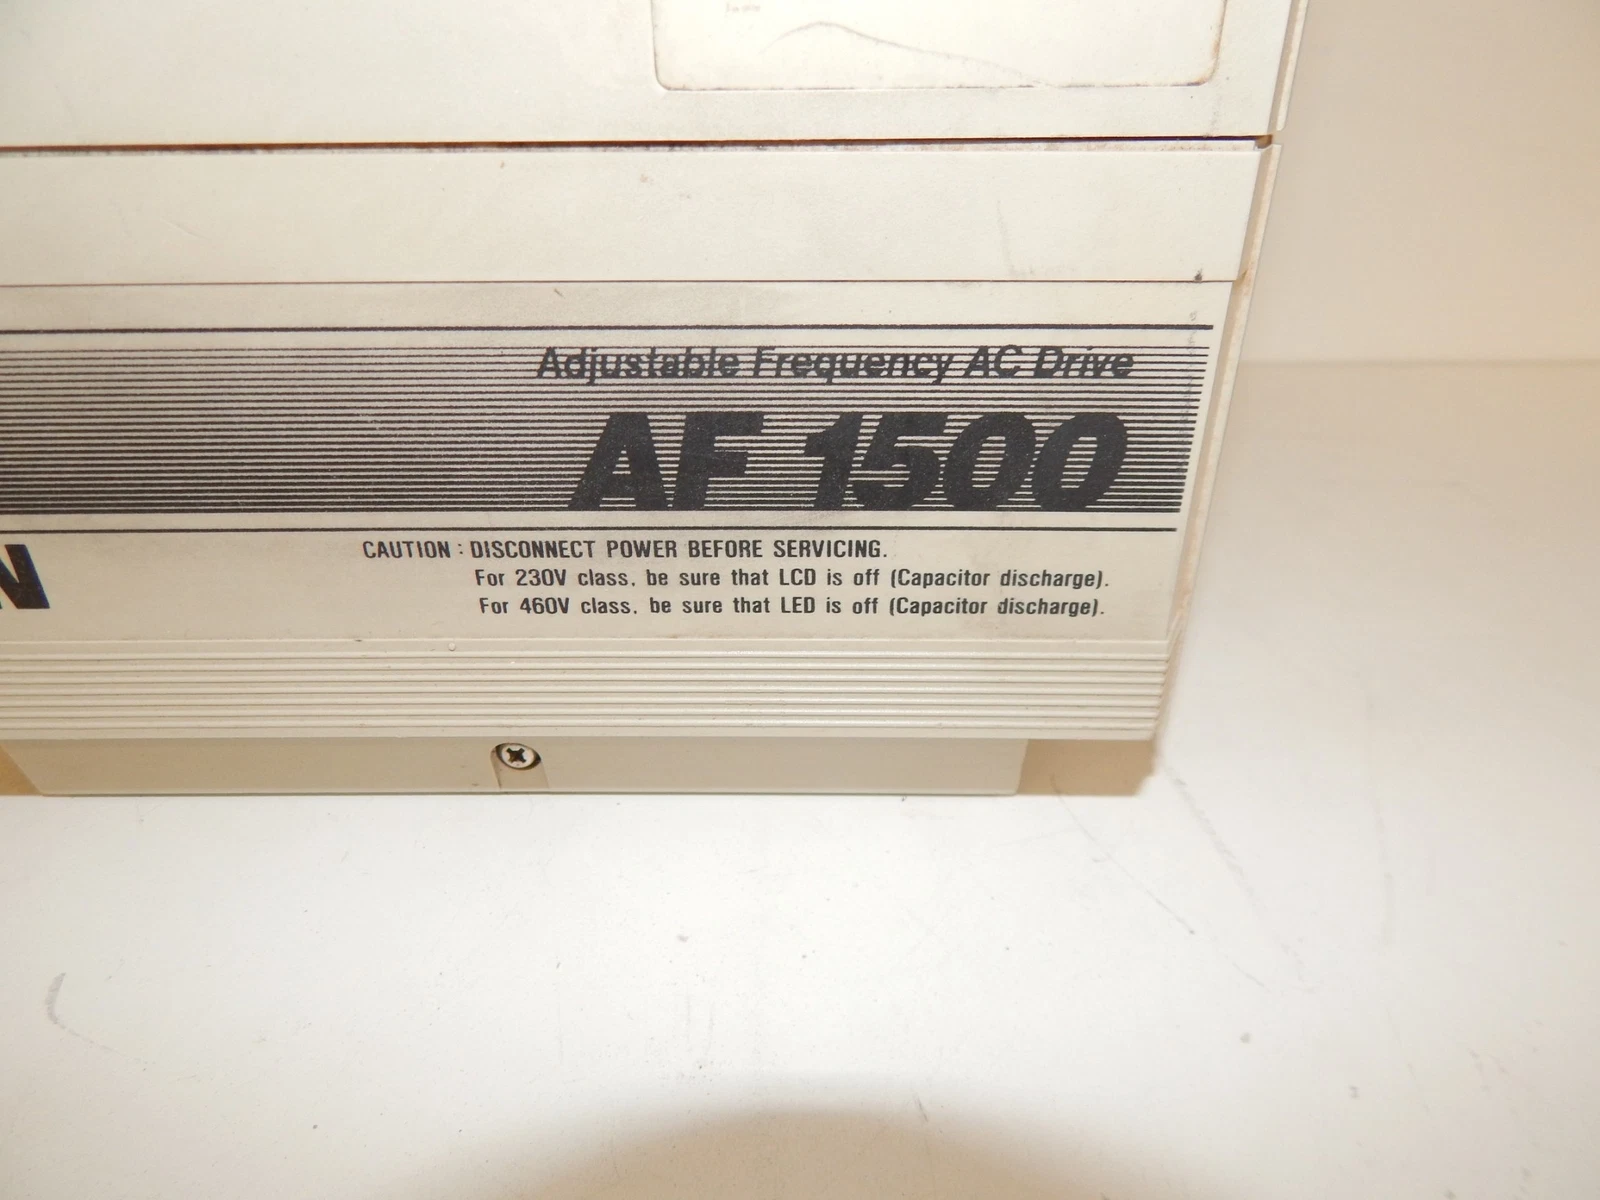 Adjustable Frequency AC Drive
AF 1500
N
CAUTION : DISCONNECT POWER BEFORE SERVICING.
For 230V class, be sure that LCD is off (Capacitor discharge).
For 460V class, be sure that LED is off (Capacitor discharge).